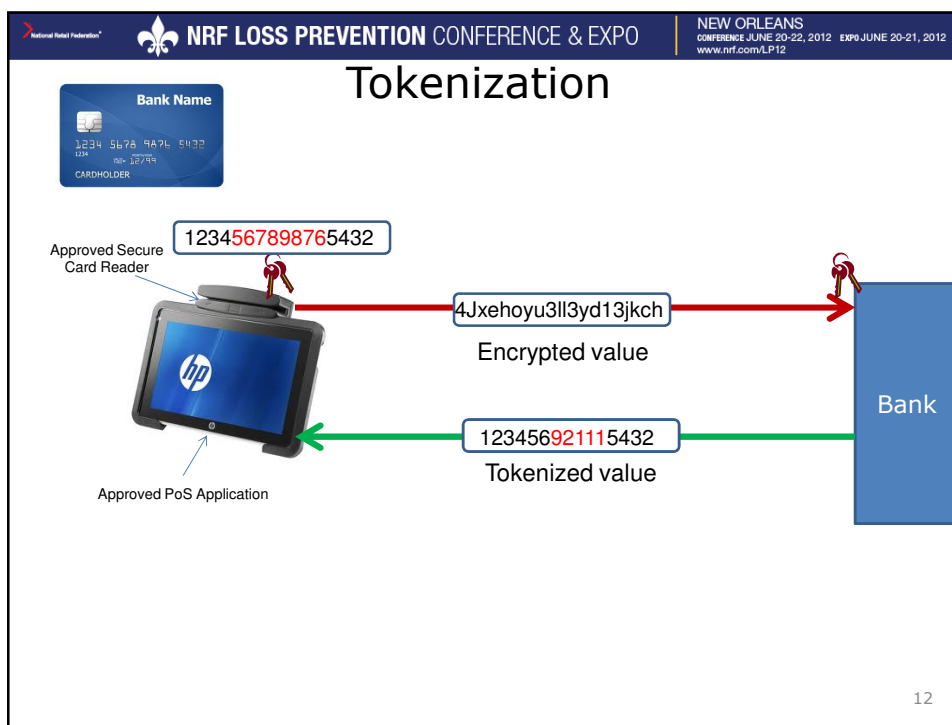 National Retail Federation®
NRF LOSS PREVENTION CONFERENCE & EXPO
NEW ORLEANS
CONFERENCE JUNE 20-22, 2012 EXPO JUNE 20-21, 2012
www.nrf.com/LP12
Tokenization
Bank Name
1234 5678 9876 5432
1234
12/99
CARDHOLDER
1234567898765432
Approved Secure
Card Reader
hp
4Jxehoyu3ll3yd13jkch
Encrypted value
Bank
1234569211115432
Tokenized value
Approved PoS Application
12